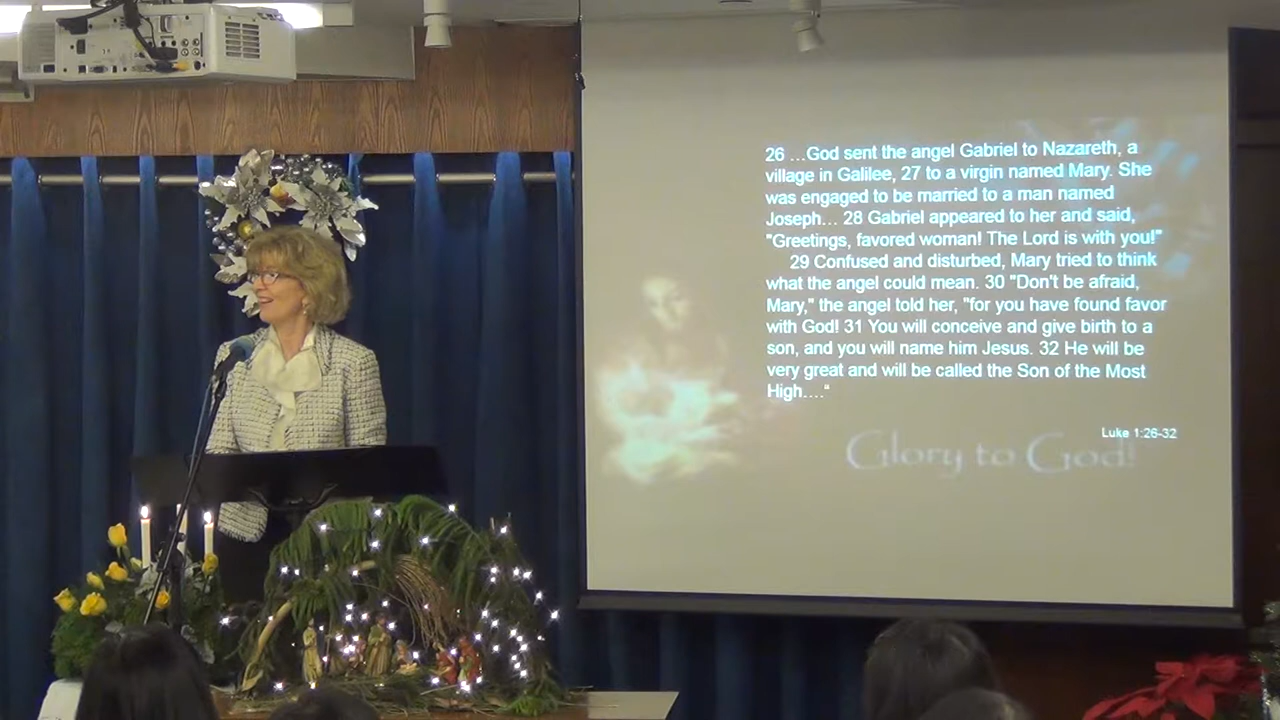 26 …God sent the angel Gabriel to Nazareth, a
village in Galilee, 27 to a virgin named Mary. She
was engaged to be married to a man named
Joseph… 28 Gabriel appeared to her and said,
"Greetings, favored woman! The Lord is with you!"
29 Confused and disturbed, Mary tried to think
what the angel could mean. 30 "Don't be afraid,
Mary," the angel told her, "for you have found favor
with God! 31 You will conceive and give birth to a
son, and you will name him Jesus. 32 He will be
very great and will be called the Son of the Most
High…."
Luke 1:26-32
Glory to God!